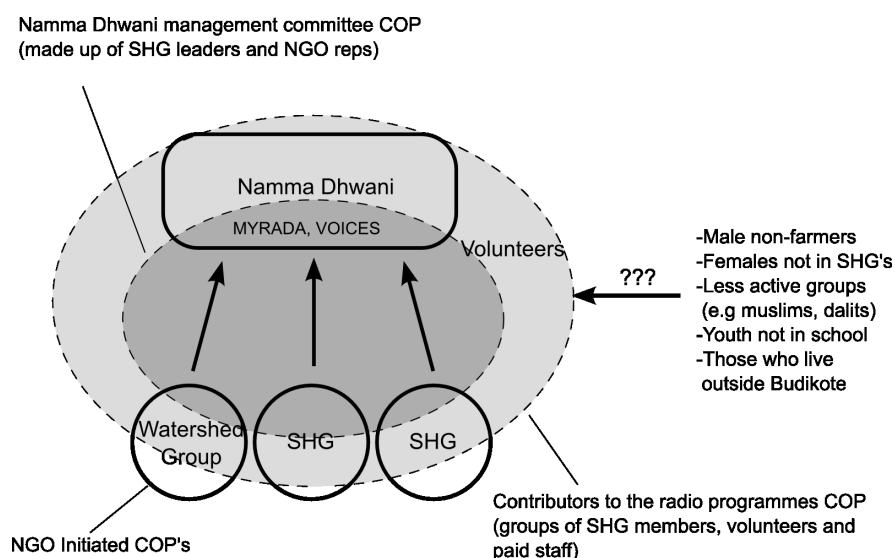 Namma Dhwani management committee COP
(made up of SHG leaders and NGO reps)
Namma Dhwani
MYRADA, VOICES
Volunteers
???
-Male non-farmers
-Females not in SHG's
-Less active groups
(e.g muslims, dalits)
-Youth not in school
-Those who live
outside Budikote
Watershed
Group
SHG
SHG
NGO Initiated COP's
Contributors to the radio programmes COP
(groups of SHG members, volunteers and
paid staff)